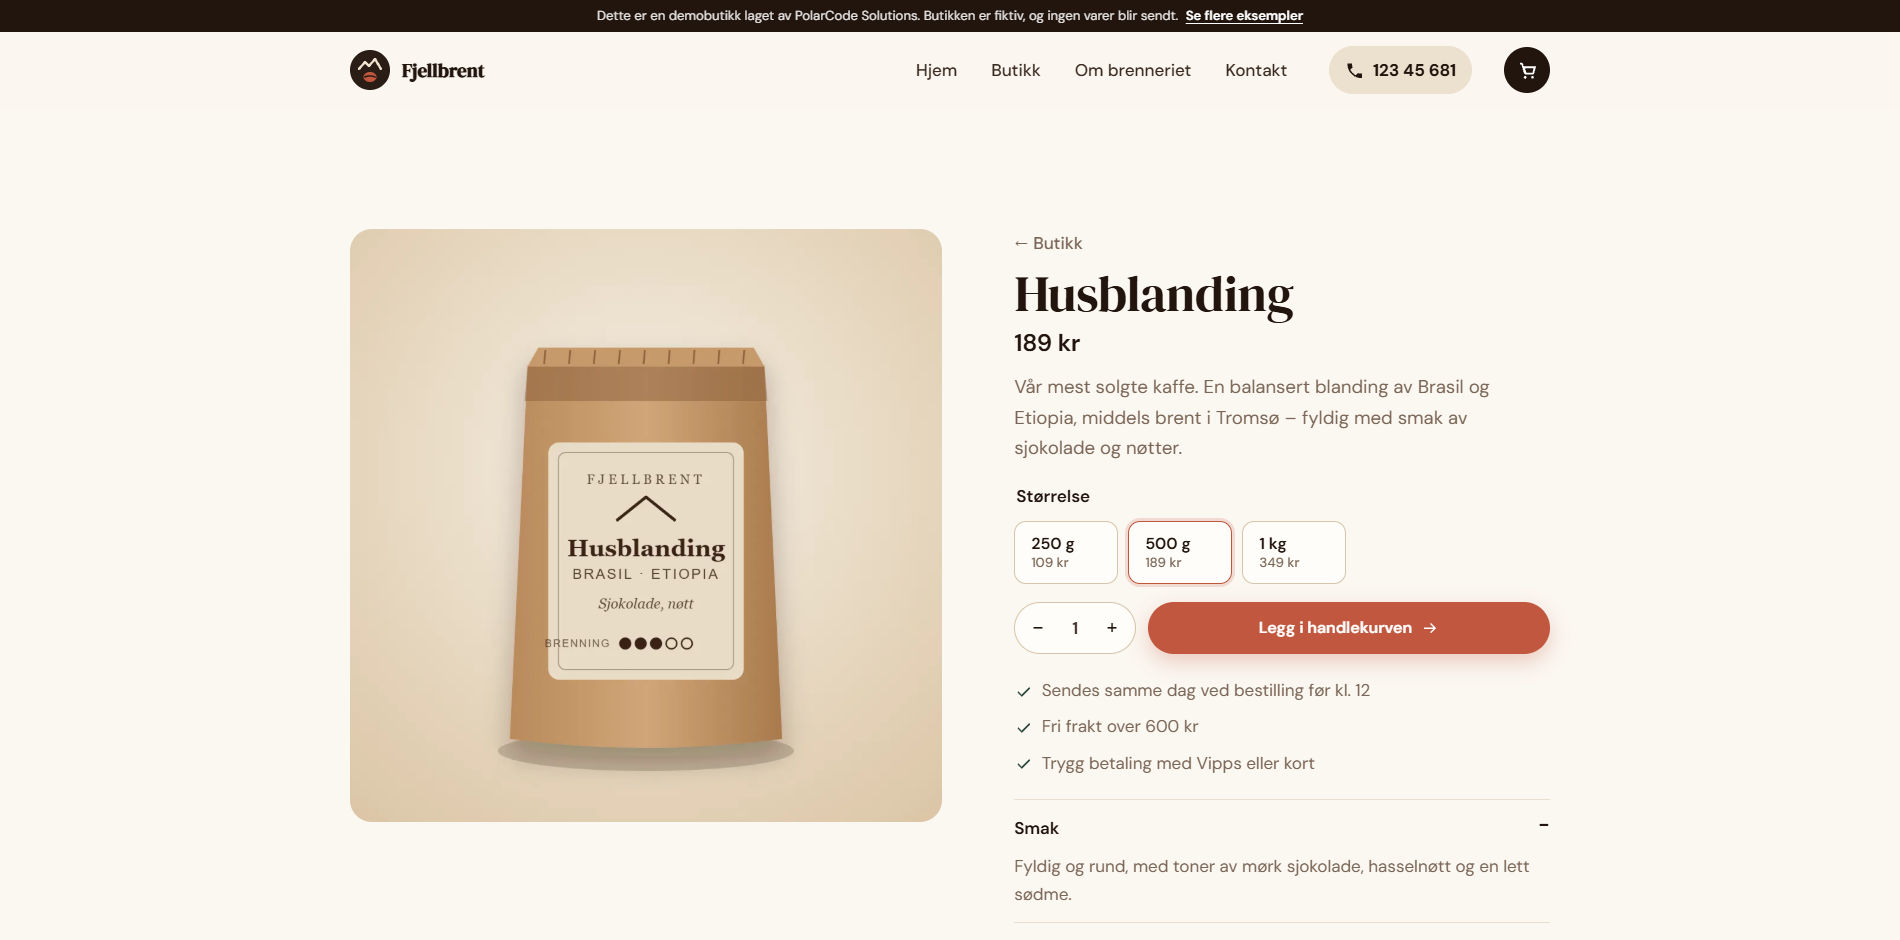 Dette er en demobutikk laget av PolarCode Solutions. Butikken er fiktiv, og ingen varer blir sendt. Se flere eksempler
Fjellbrent
Hjem
Butikk
Om brenneriet
Kontakt
123 45 681
FJELLBRENT
Husblanding
BRASIL · ETIOPIA
Sjokolade, nøtt
BRENNING
← Butikk
Husblanding
189 kr
Vår mest solgte kaffe. En balansert blanding av Brasil og
Etiopia, middels brent i Tromsø – fyldig med smak av
sjokolade og nøtter.
Størrelse
250 g
109 kr
500 g
189 kr
1 kg
349 kr
− 1 +
Legg i handlekurven →
Sendes samme dag ved bestilling før kl. 12
Fri frakt over 600 kr
Trygg betaling med Vipps eller kort
Smak −
Fyldig og rund, med toner av mørk sjokolade, hasselnøtt og en lett
sødme.